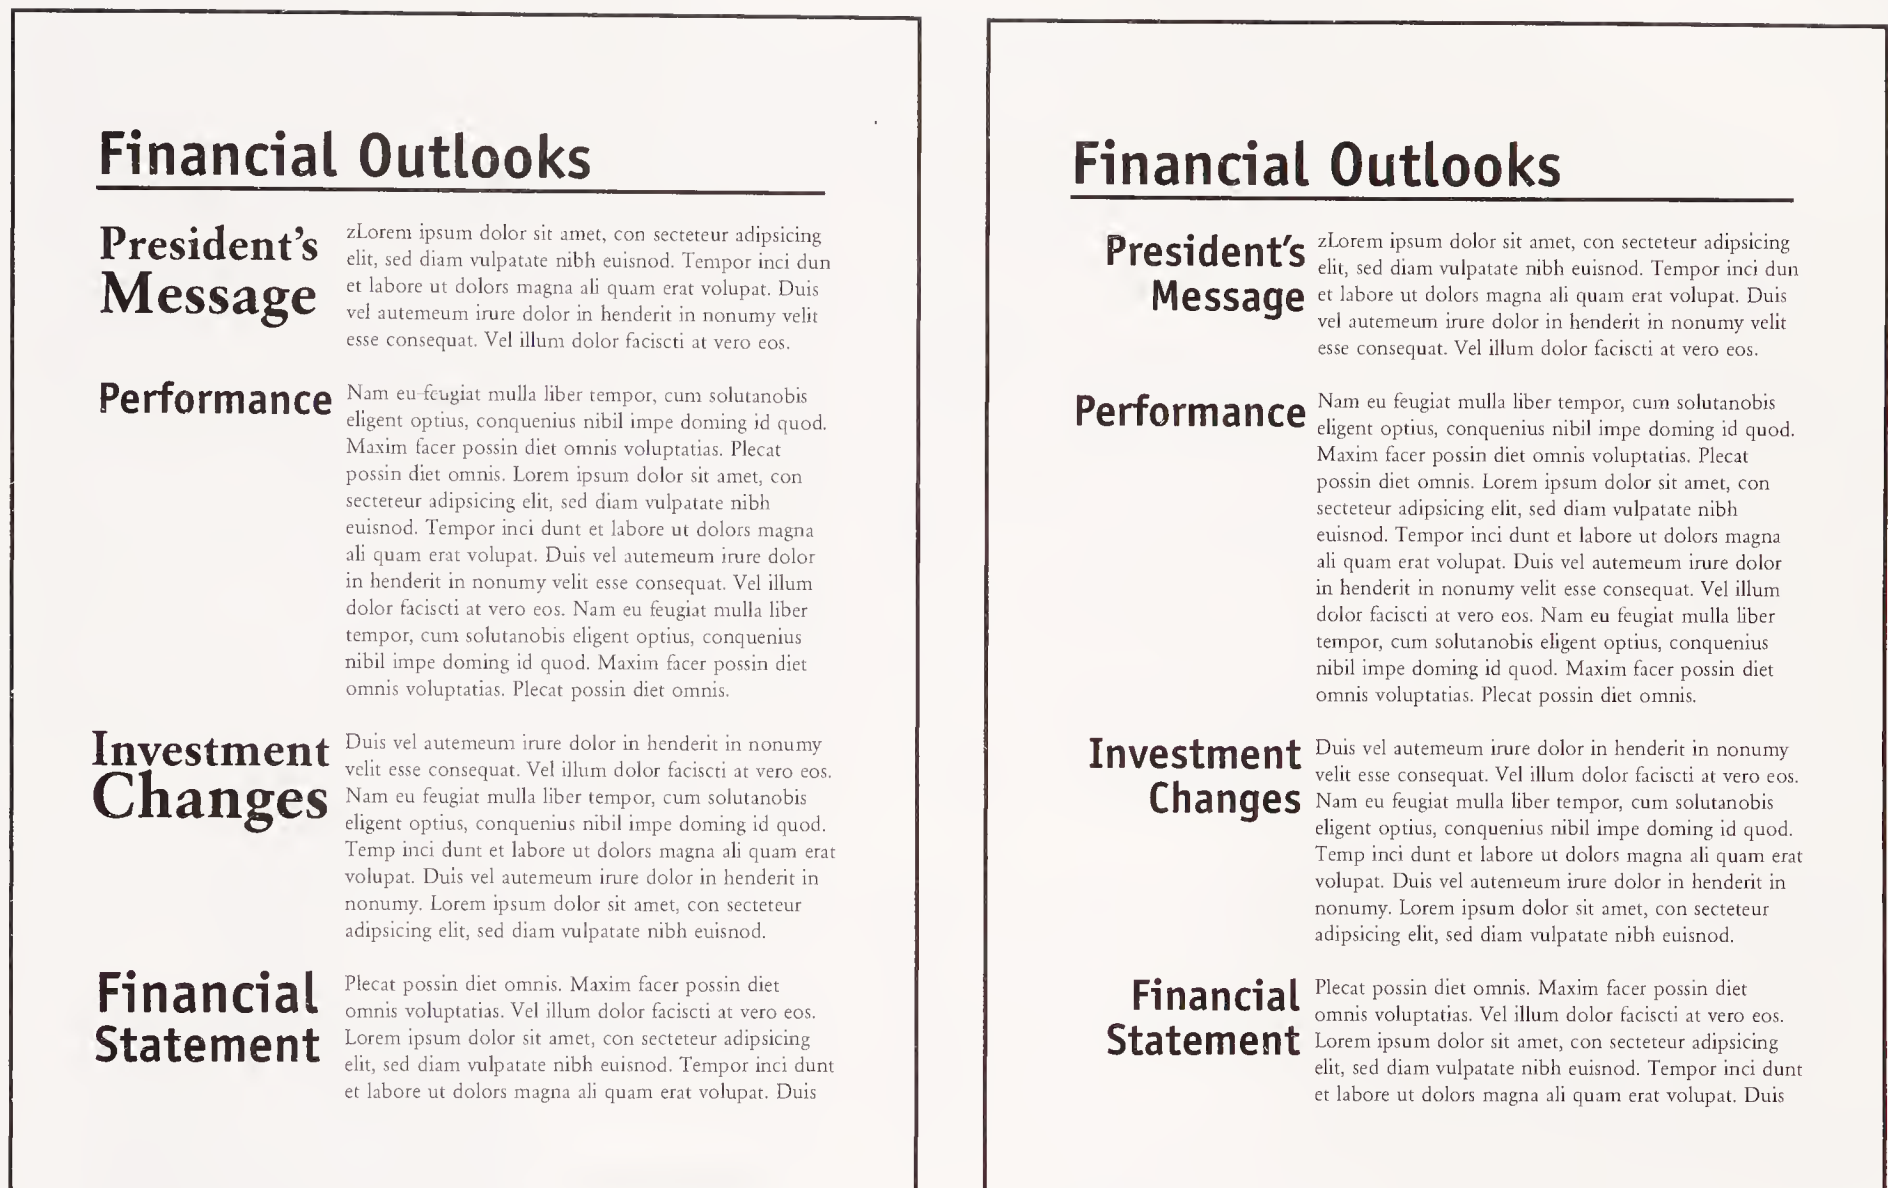 Financial Outlooks
President's
Message
zLorem ipsum dolor sit amet, con secteteur adipsicing
elit, sed diam vulpatate nibh euisnod. Tempor inci dun
et labore ut dolors magna ali quam erat volupat. Duis
vel autemeum irure dolor in henderit in nonumy velit
esse consequat. Vel illum dolor faciscti at vero eos.
Performance
Nam eu feugiat mulla liber tempor, cum solutanobis
eligent optius, conquenius nibil impe doming id quod.
Maxim facer possin diet omnis voluptatias. Plecat
possin diet omnis. Lorem ipsum dolor sit amet, con
secteteur adipsicing elit, sed diam vulpatate nibh
euisnod. Tempor inci dunt et labore ut dolors magna
ali quam erat volupat. Duis vel autemeum irure dolor
in henderit in nonumy velit esse consequat. Vel illum
dolor faciscti at vero eos. Nam eu feugiat mulla liber
tempor, cum solutanobis eligent optius, conquenius
nibil impe doming id quod. Maxim facer possin diet
omnis voluptatias. Plecat possin diet omnis.
Investment
Changes
Duis vel autemeum irure dolor in henderit in nonumy
velit esse consequat. Vel illum dolor faciscti at vero eos.
Nam eu feugiat mulla liber tempor, cum solutanobis
eligent optius, conquenius nibil impe doming id quod.
Temp inci dunt et labore ut dolors magna ali quam erat
volupat. Duis vel autemeum irure dolor in henderit in
nonumy. Lorem ipsum dolor sit amet, con secteteur
adipsicing elit, sed diam vulpatate nibh euisnod.
Financial
Statement
Plecat possin diet omnis. Maxim facer possin diet
omnis voluptatias. Vel illum dolor faciscti at vero eos.
Lorem ipsum dolor sit amet, con secteteur adipsicing
elit, sed diam vulpatate nibh euisnod. Tempor inci dunt
et labore ut dolors magna ali quam erat volupat. Duis
Financial Outlooks
President's
Message
zLorem ipsum dolor sit amet, con secteteur adipsicing
elit, sed diam vulpatate nibh euisnod. Tempor inci dun
et labore ut dolors magna ali quam erat volupat. Duis
vel autemeum irure dolor in henderit in nonumy velit
esse consequat. Vel illum dolor faciscti at vero eos.
Performance
Nam eu feugiat mulla liber tempor, cum solutanobis
eligent optius, conquenius nibil impe doming id quod.
Maxim facer possin diet omnis voluptatias. Plecat
possin diet omnis. Lorem ipsum dolor sit amet, con
secteteur adipsicing elit, sed diam vulpatate nibh
euisnod. Tempor inci dunt et labore ut dolors magna
ali quam erat volupat. Duis vel autemeum irure dolor
in henderit in nonumy velit esse consequat. Vel illum
dolor faciscti at vero eos. Nam eu feugiat mulla liber
tempor, cum solutanobis eligent optius, conquenius
nibil impe doming id quod. Maxim facer possin diet
omnis voluptatias. Plecat possin diet omnis.
Investment
Changes
Duis vel autemeum irure dolor in henderit in nonumy
velit esse consequat. Vel illum dolor faciscti at vero eos.
Nam eu feugiat mulla liber tempor, cum solutanobis
eligent optius, conquenius nibil impe doming id quod.
Temp inci dunt et labore ut dolors magna ali quam erat
volupat. Duis vel autemeum irure dolor in henderit in
nonumy. Lorem ipsum dolor sit amet, con secteteur
adipsicing elit, sed diam vulpatate nibh euisnod.
Financial
Statement
Plecat possin diet omnis. Maxim facer possin diet
omnis voluptatias. Vel illum dolor faciscti at vero eos.
Lorem ipsum dolor sit amet, con secteteur adipsicing
elit, sed diam vulpatate nibh euisnod. Tempor inci dunt
et labore ut dolors magna ali quam erat volupat. Duis